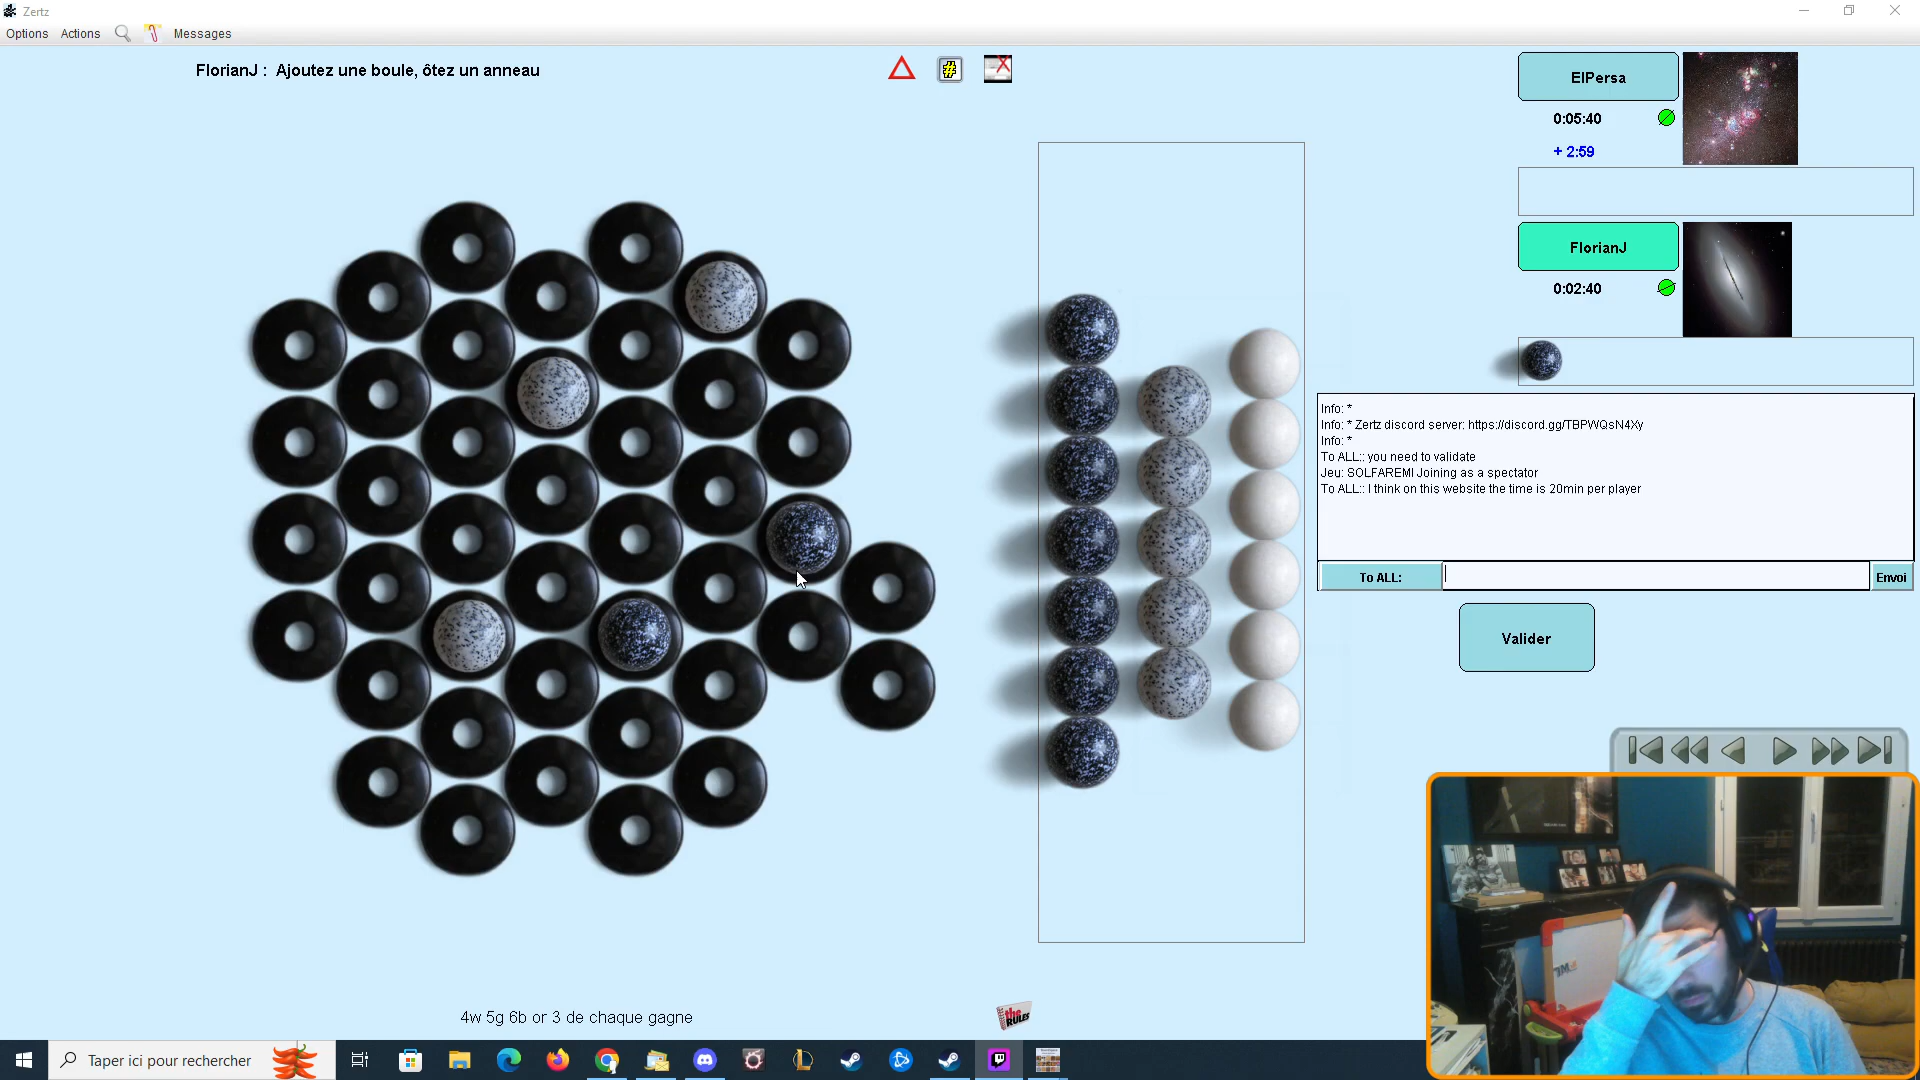 Zertz
Options Actions Messages
FlorianJ : Ajoutez une boule, ôtez un anneau
#
ElPersa
0:05:40
+ 2:59
FlorianJ
0:02:40
Info: *
Info: * Zertz discord server: https://discord.gg/TBPWQsN4Xy
Info: *
To ALL:: you need to validate
Jeu: SOLFAREMI Joining as a spectator
To ALL:: I think on this website the time is 20min per player
To ALL: Envoi
Valider
4w 5g 6b or 3 de chaque gagne
the RULES
Taper ici pour rechercher